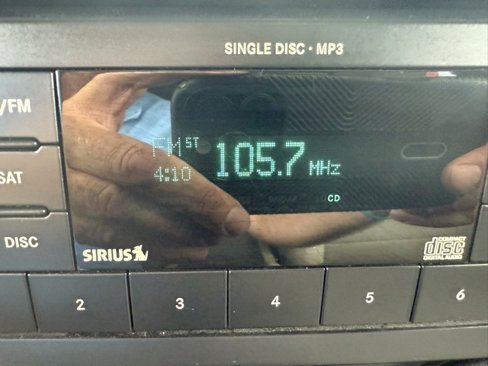 SINGLE DISC • MP3
/FM
FM ST
105.7 MHz
4:10
SAT
CD
DISC
SIRIUS
COMPACT
disc
DIGITAL AUDIO
2
3
4
5
6